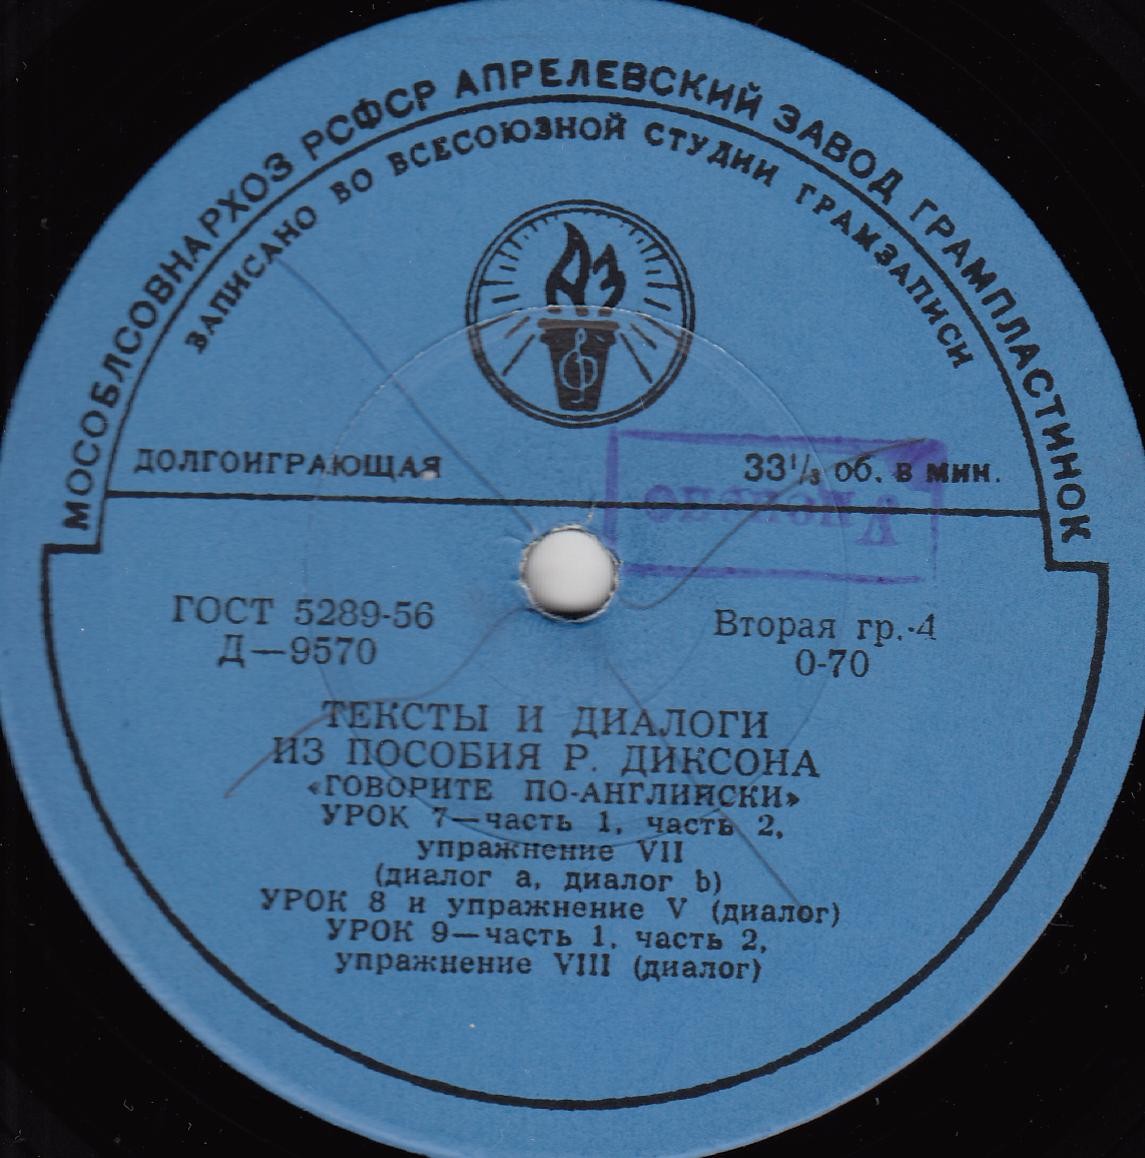 МОСОБЛСОВНАРХОЗ РСФСР АПРЕЛЕВСКИЙ ЗАВОД ГРАМПЛАСТИНОК
ЗАПИСАНО ВО ВСЕСОЮЗНОЙ СТУДИИ ГРАМЗАПИСИ
АЗ
ДОЛГОИГРАЮЩАЯ 33⅓ об. в мин.
ГОСТ 5289-56 Вторая гр.-4
Д—9570 0-70
ТЕКСТЫ И ДИАЛОГИ
ИЗ ПОСОБИЯ Р. ДИКСОНА
«ГОВОРИТЕ ПО-АНГЛИЙСКИ»
УРОК 7—часть 1, часть 2,
упражнение VII
(диалог a, диалог b)
УРОК 8 и упражнение V (диалог)
УРОК 9—часть 1, часть 2,
упражнение VIII (диалог)